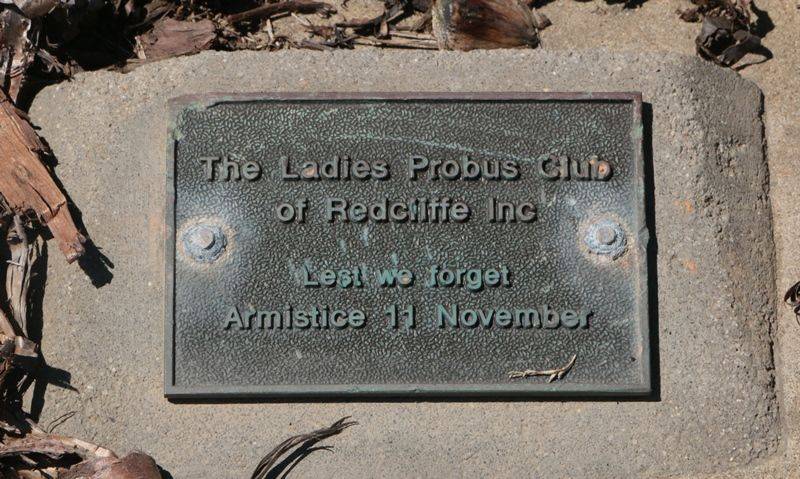 The Ladies Probus Club
of Redcliffe Inc
Lest we forget
Armistice 11 November